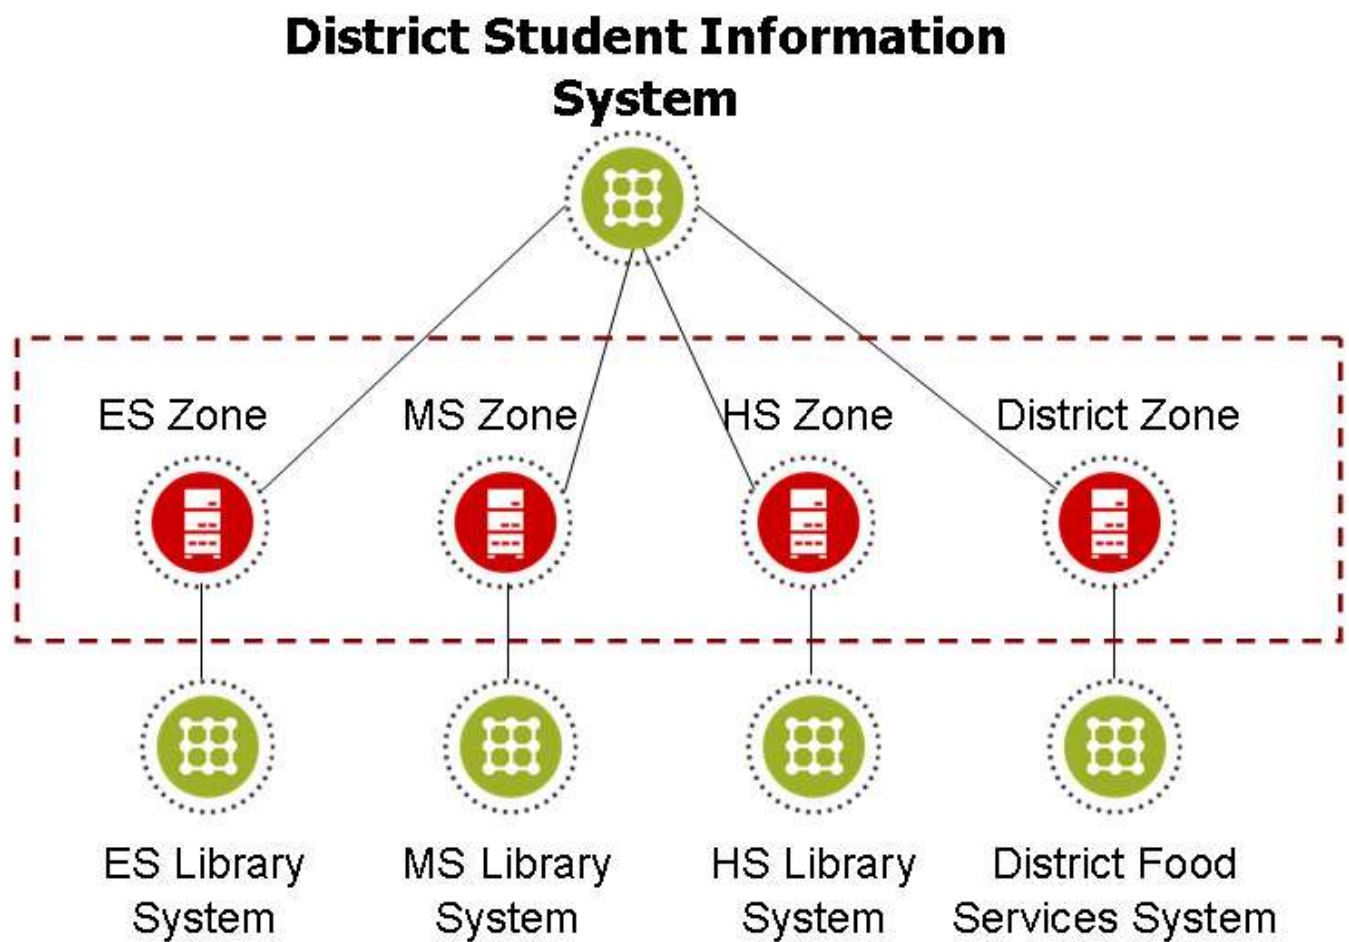 District Student Information
System
ES Zone
MS Zone
HS Zone
District Zone
ES Library
System
MS Library
System
HS Library
System
District Food
Services System